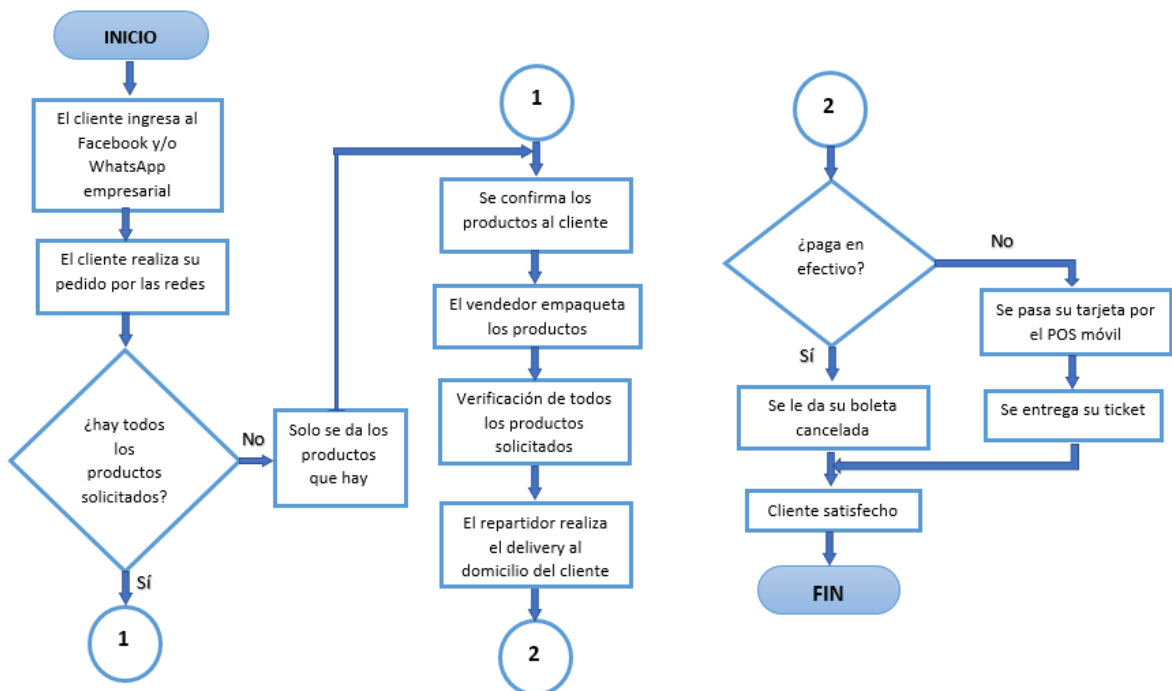 INICIO
El cliente ingresa al
Facebook y/o
WhatsApp
empresarial
El cliente realiza su
pedido por las redes
¿hay todos
los
productos
solicitados?
No
Solo se da los
productos
que hay
Sí
1
1
Se confirma los
productos al cliente
El vendedor empaqueta
los productos
Verificación de todos
los productos
solicitados
El repartidor realiza
el delivery al
domicilio del cliente
2
2
¿paga en
efectivo?
No
Se pasa su tarjeta por
el POS móvil
Se entrega su ticket
Sí
Se le da su boleta
cancelada
Cliente satisfecho
FIN